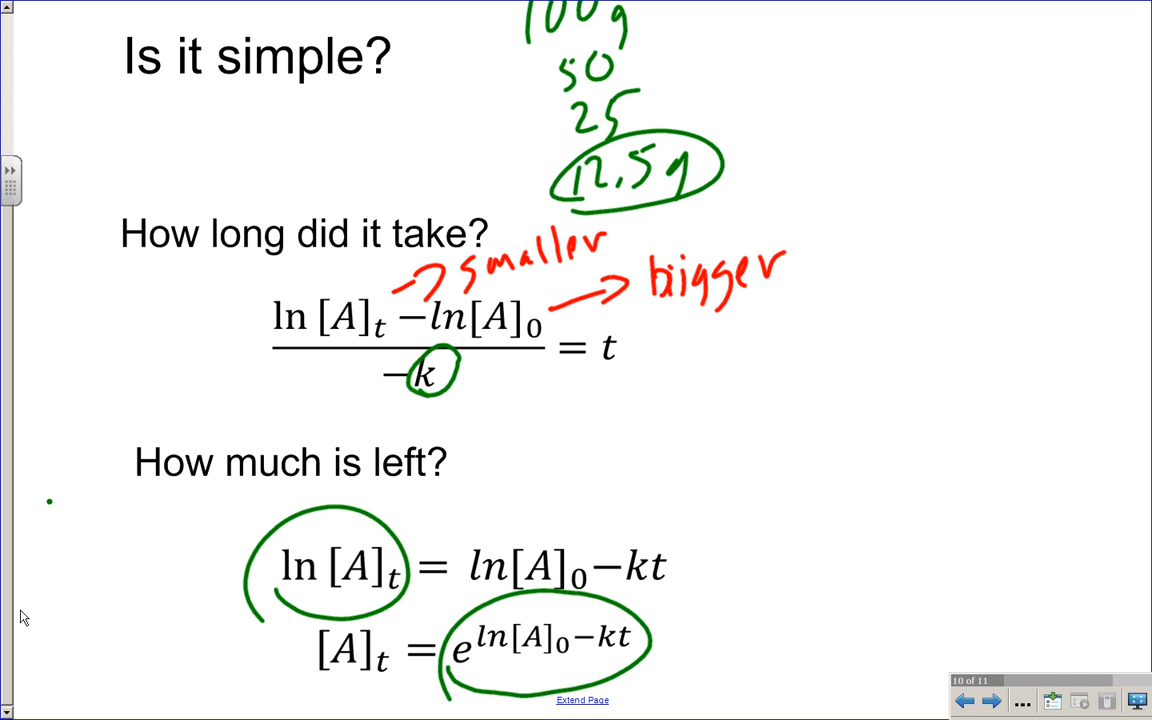 100g
Is it simple?
50
25
12.5g
How long did it take?
→ smaller
→ bigger
ln [A]ₜ −ln[A]₀
−k
= t
How much is left?
ln [A]ₜ = ln[A]₀−kt
[A]ₜ = e^(ln[A]₀−kt)
Extend Page
10 of 11
...